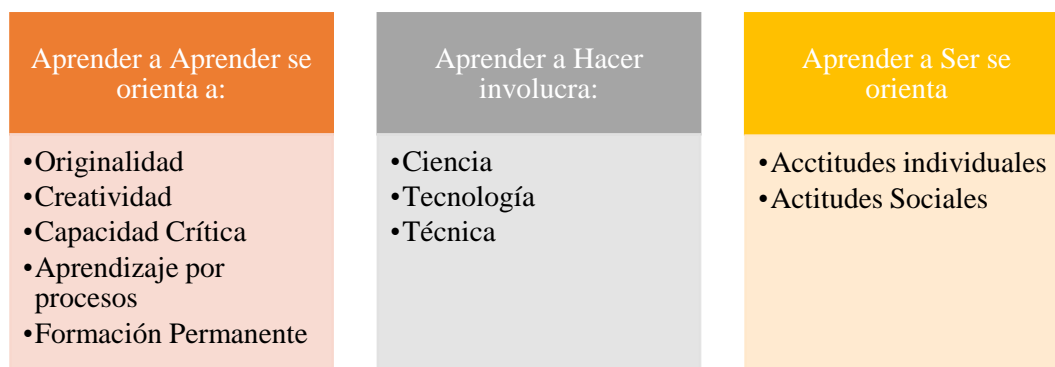 Aprender a Aprender se
orienta a:
•Originalidad
•Creatividad
•Capacidad Crítica
•Aprendizaje por
procesos
•Formación Permanente
Aprender a Hacer
involucra:
•Ciencia
•Tecnología
•Técnica
Aprender a Ser se
orienta
•Acctitudes individuales
•Actitudes Sociales